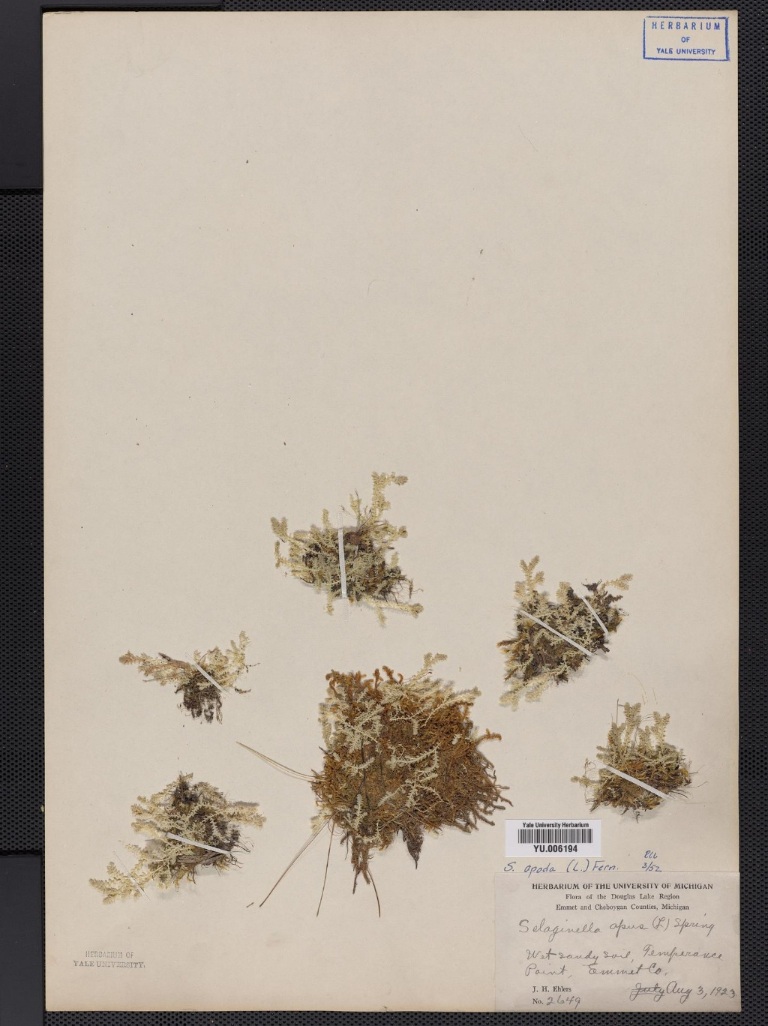 HERBARIUM
OF
YALE UNIVERSITY
Yale University Herbarium
YU.006194
S. apoda (L.) Fern.
3/52
HERBARIUM OF THE UNIVERSITY OF MICHIGAN
Flora of the Douglas Lake Region
Emmet and Cheboygan Counties, Michigan
Selaginella apus (L) Spring
Wet sandy soil, Temperance
Point, Emmet Co.
J. H. Ehlers July Aug 3, 1923
No. 2649
HERBARIUM OF
YALE UNIVERSITY.